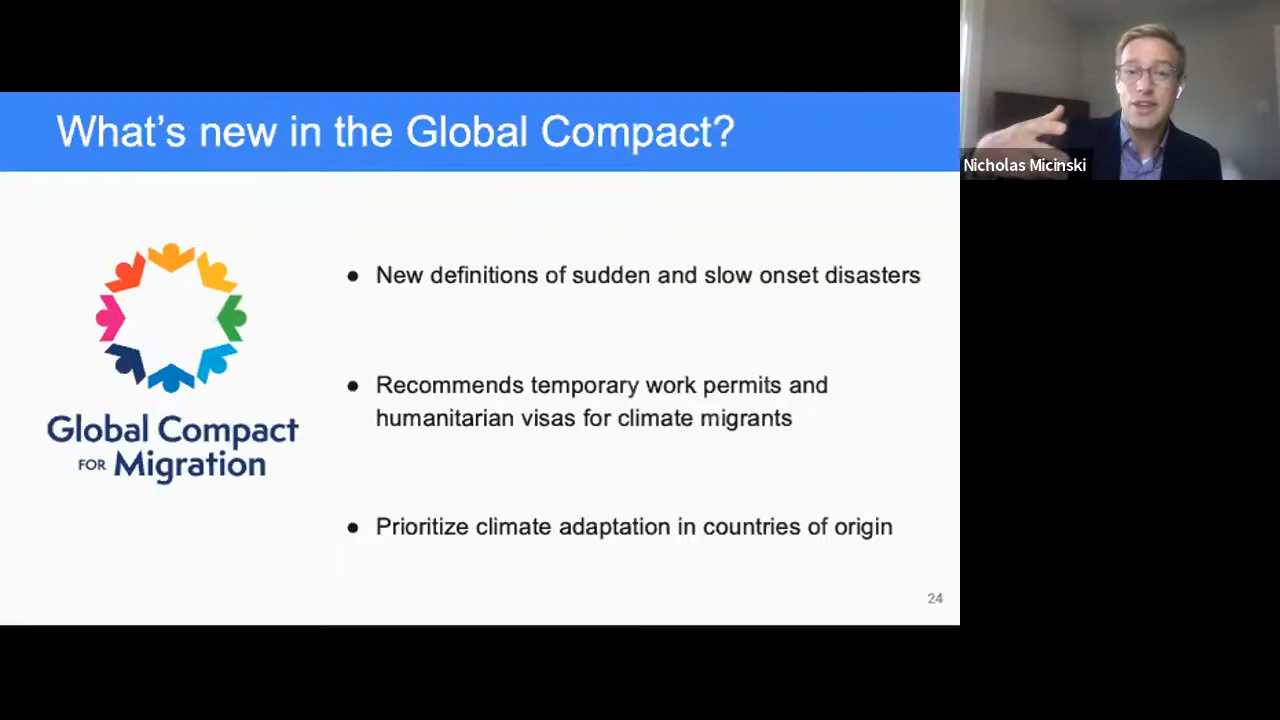 What's new in the Global Compact?
Nicholas Micinski
Global Compact
FOR Migration
● New definitions of sudden and slow onset disasters
● Recommends temporary work permits and
humanitarian visas for climate migrants
● Prioritize climate adaptation in countries of origin
24